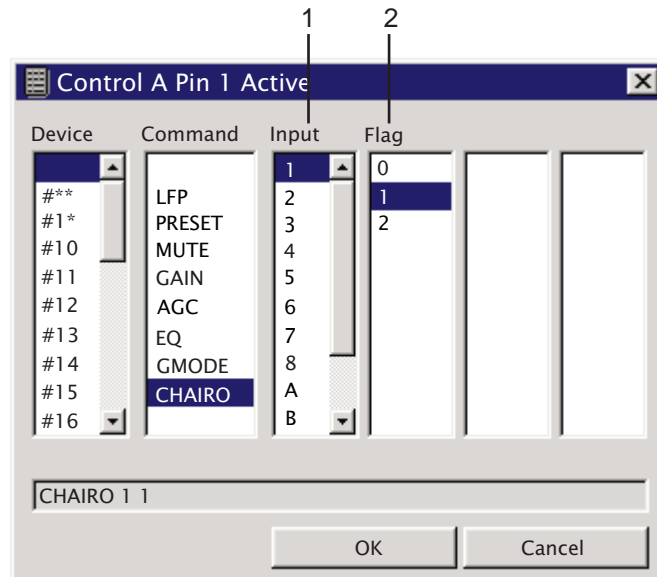 1 2
Control A Pin 1 Active
Device Command Input Flag
1 0
#** LFP 2 1
#1* PRESET 3 2
#10 MUTE 4
#11 GAIN 5
#12 AGC 6
#13 EQ 7
#14 GMODE 8
#15 CHAIRO A
#16 B
CHAIRO 1 1
OK Cancel